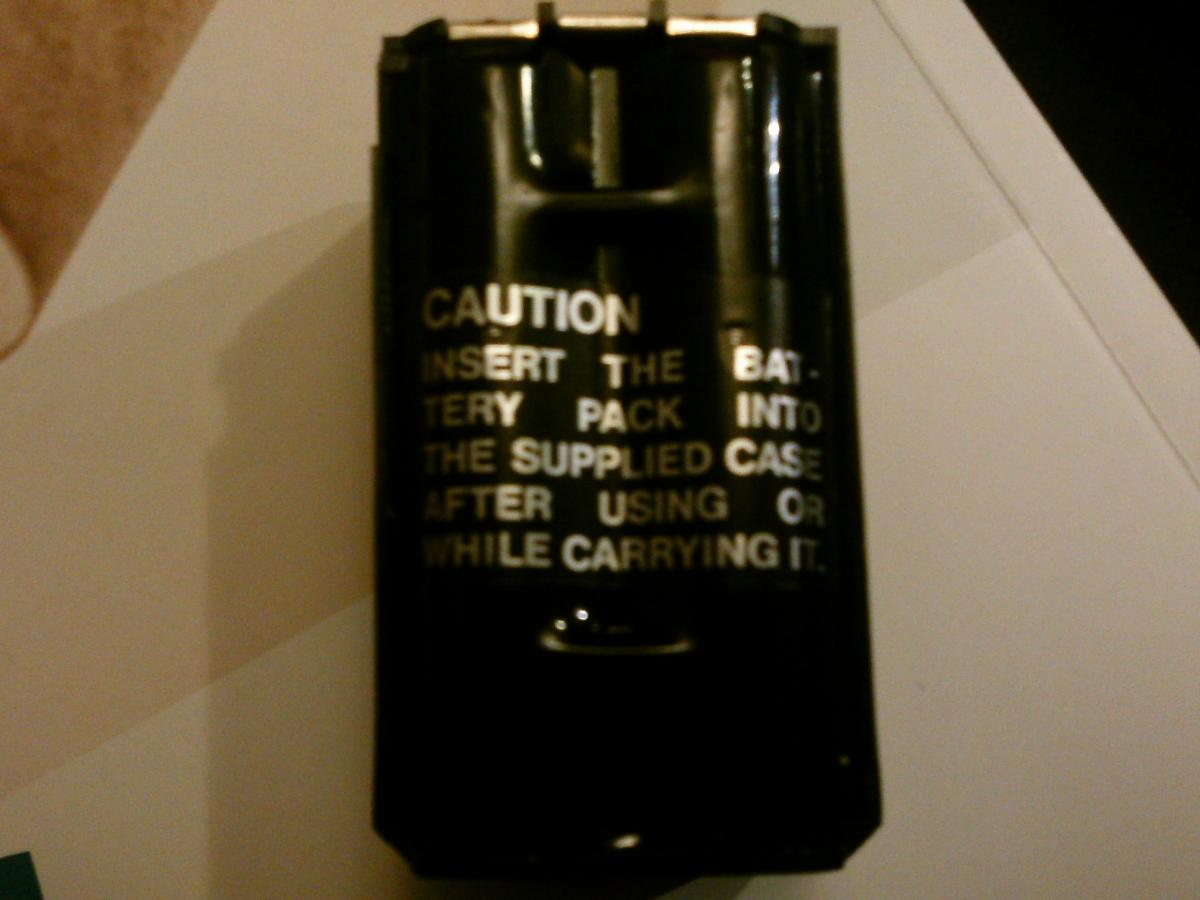 CAUTION
INSERT THE BAT-
TERY PACK INTO
THE SUPPLIED CASE
AFTER USING OR
WHILE CARRYING IT.